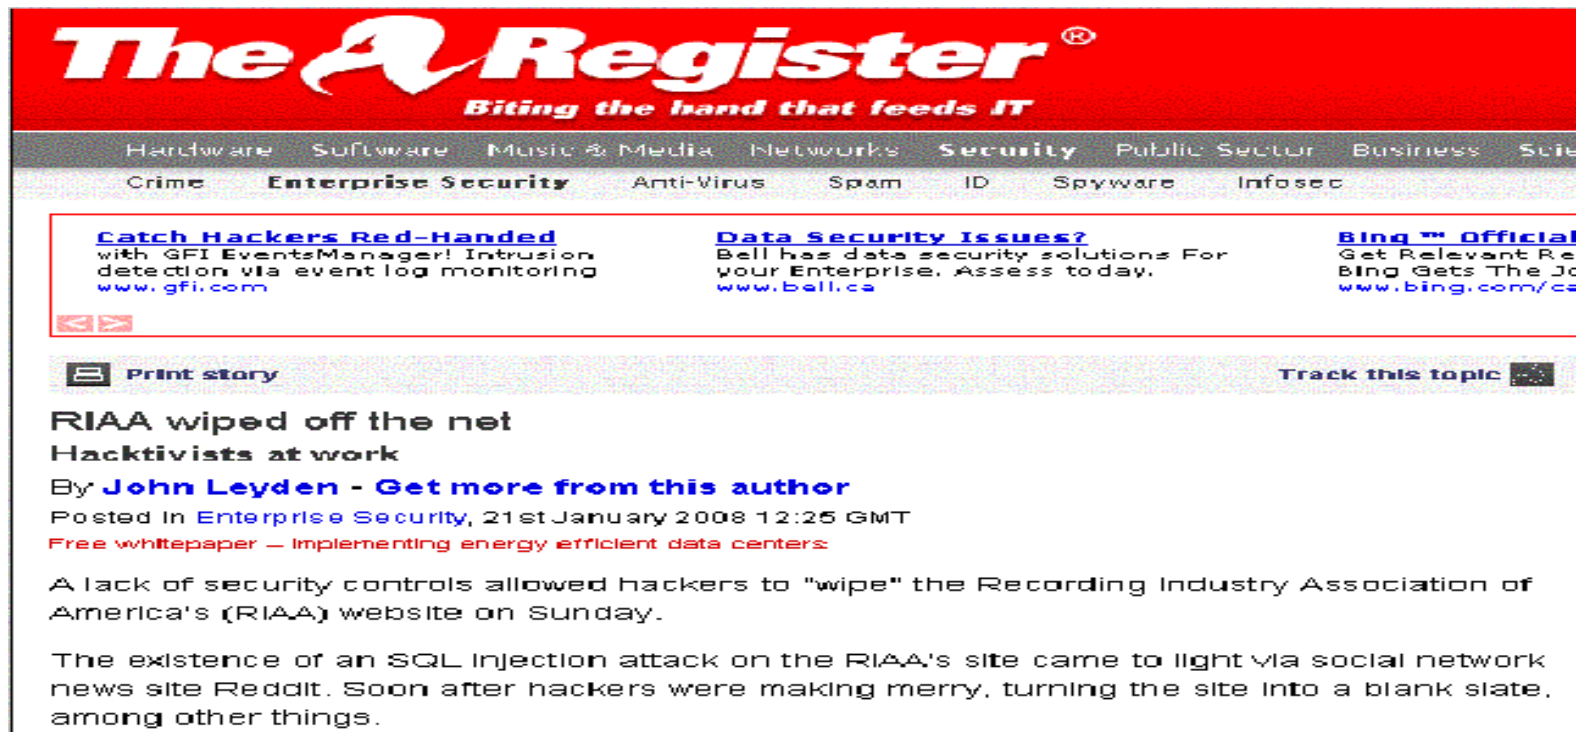 The Register®
Biting the hand that feeds IT
Hardware Software Music & Media Networks Security Public Sector Business Scie
Crime Enterprise Security Anti-Virus Spam ID Spyware Infosec
Catch Hackers Red-Handed
with GFI EventsManager! Intrusion
detection via event log monitoring
www.gfi.com
Data Security Issues?
Bell has data security solutions For
your Enterprise. Assess today.
www.bell.ca
Bing ™ Official
Get Relevant Re
Bing Gets The Jo
www.bing.com/ca
Print story
Track this topic
RIAA wiped off the net
Hacktivists at work
By John Leyden - Get more from this author
Posted in Enterprise Security, 21st January 2008 12:25 GMT
Free whitepaper – Implementing energy efficient data centers
A lack of security controls allowed hackers to "wipe" the Recording Industry Association of
America's (RIAA) website on Sunday.
The existence of an SQL injection attack on the RIAA's site came to light via social network
news site Reddit. Soon after hackers were making merry, turning the site into a blank slate,
among other things.